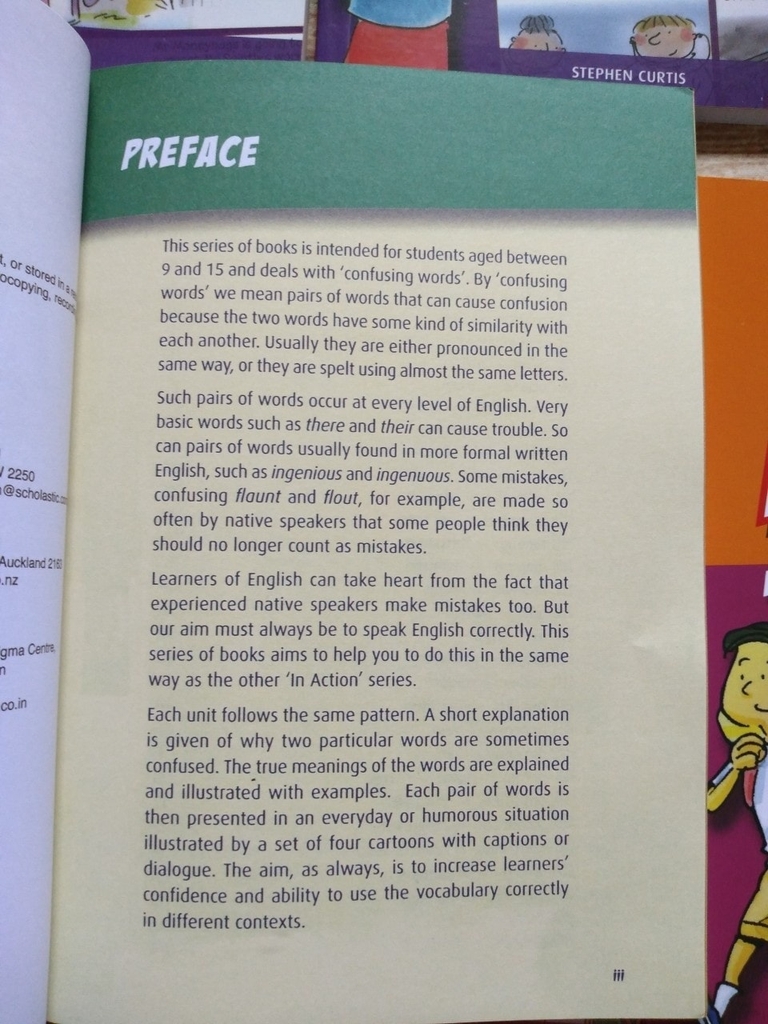 STEPHEN CURTIS
PREFACE
This series of books is intended for students aged between
9 and 15 and deals with ‘confusing words’. By ‘confusing
words’ we mean pairs of words that can cause confusion
because the two words have some kind of similarity with
each another. Usually they are either pronounced in the
same way, or they are spelt using almost the same letters.
Such pairs of words occur at every level of English. Very
basic words such as there and their can cause trouble. So
can pairs of words usually found in more formal written
English, such as ingenious and ingenuous. Some mistakes,
confusing flaunt and flout, for example, are made so
often by native speakers that some people think they
should no longer count as mistakes.
Learners of English can take heart from the fact that
experienced native speakers make mistakes too. But
our aim must always be to speak English correctly. This
series of books aims to help you to do this in the same
way as the other ‘In Action’ series.
Each unit follows the same pattern. A short explanation
is given of why two particular words are sometimes
confused. The true meanings of the words are explained
and illustrated with examples. Each pair of words is
then presented in an everyday or humorous situation
illustrated by a set of four cartoons with captions or
dialogue. The aim, as always, is to increase learners’
confidence and ability to use the vocabulary correctly
in different contexts.
iii
t, or stored in a
ocopying,
2250
@scholastic.co
Auckland
.nz
gma Centre,
co.in